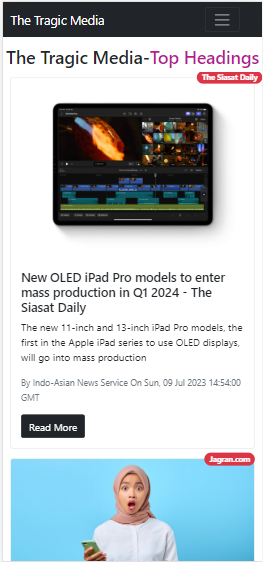 The Tragic Media
The Tragic Media-Top Headings
The Siasat Daily
New OLED iPad Pro models to enter
mass production in Q1 2024 - The
Siasat Daily
The new 11-inch and 13-inch iPad Pro models, the
first in the Apple iPad series to use OLED displays,
will go into mass production
By Indo-Asian News Service On Sun, 09 Jul 2023 14:54:00
GMT
Read More
Jagran.com